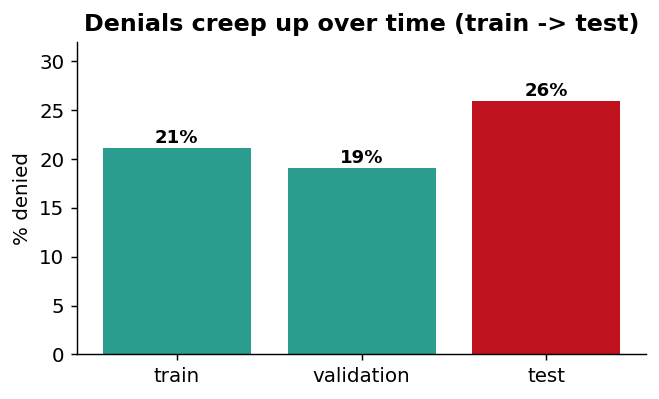 Denials creep up over time (train -> test)
% denied
30
25
20
15
10
5
0
21%
19%
26%
train
validation
test